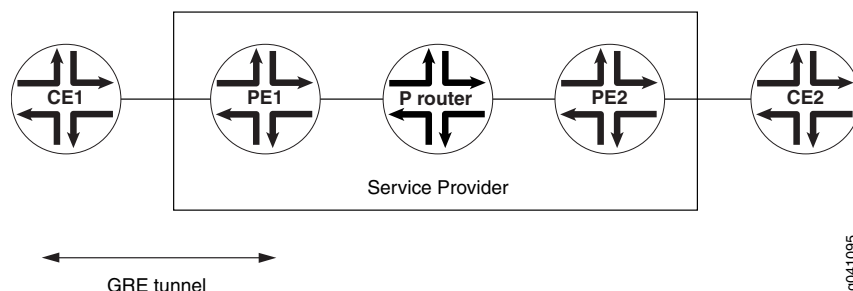 CE1
PE1
P router
PE2
CE2
Service Provider
GRE tunnel
g041095